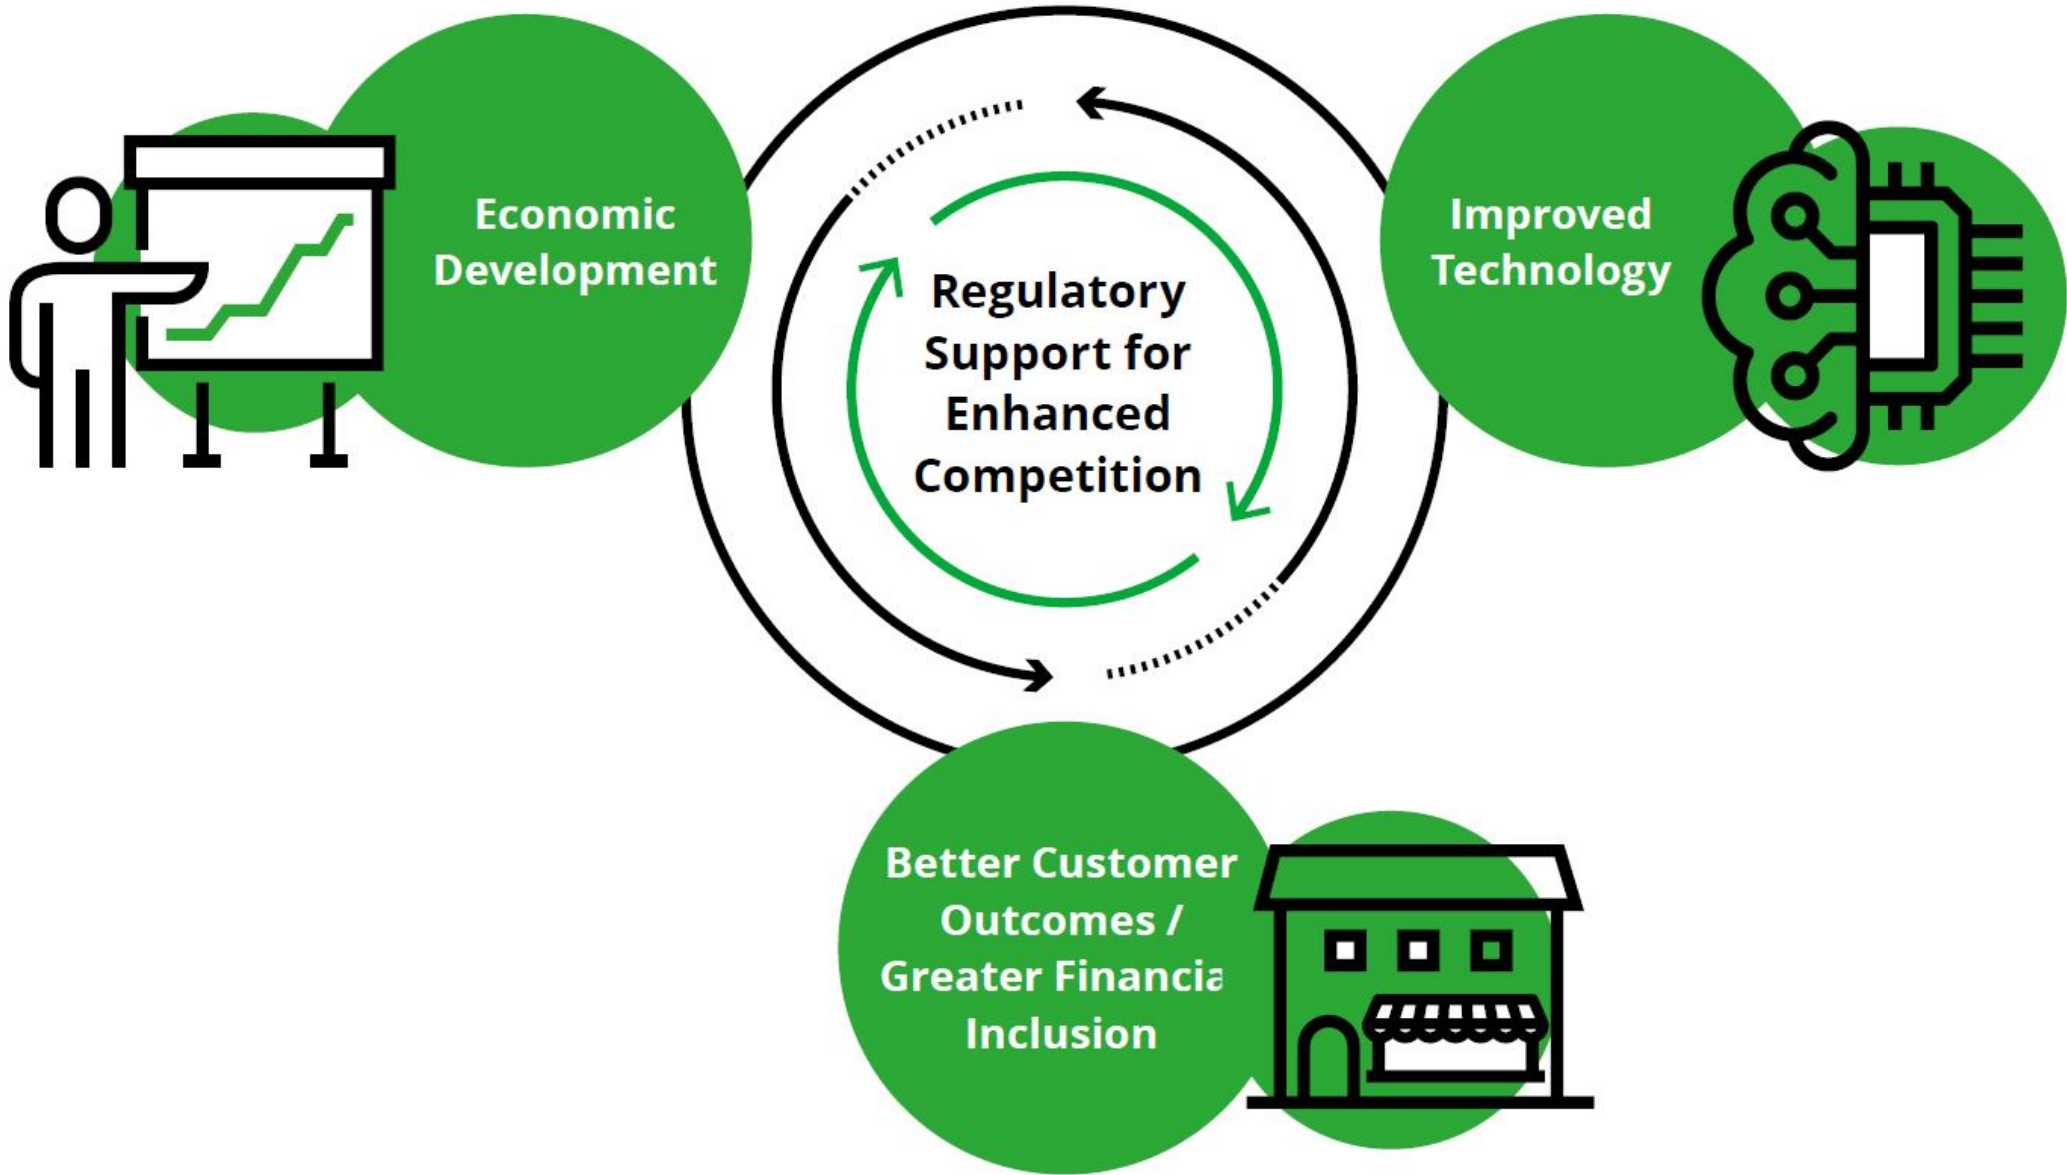 Economic
Development
Regulatory
Support for
Enhanced
Competition
Improved
Technology
Better Customer
Outcomes /
Greater Financia
Inclusion